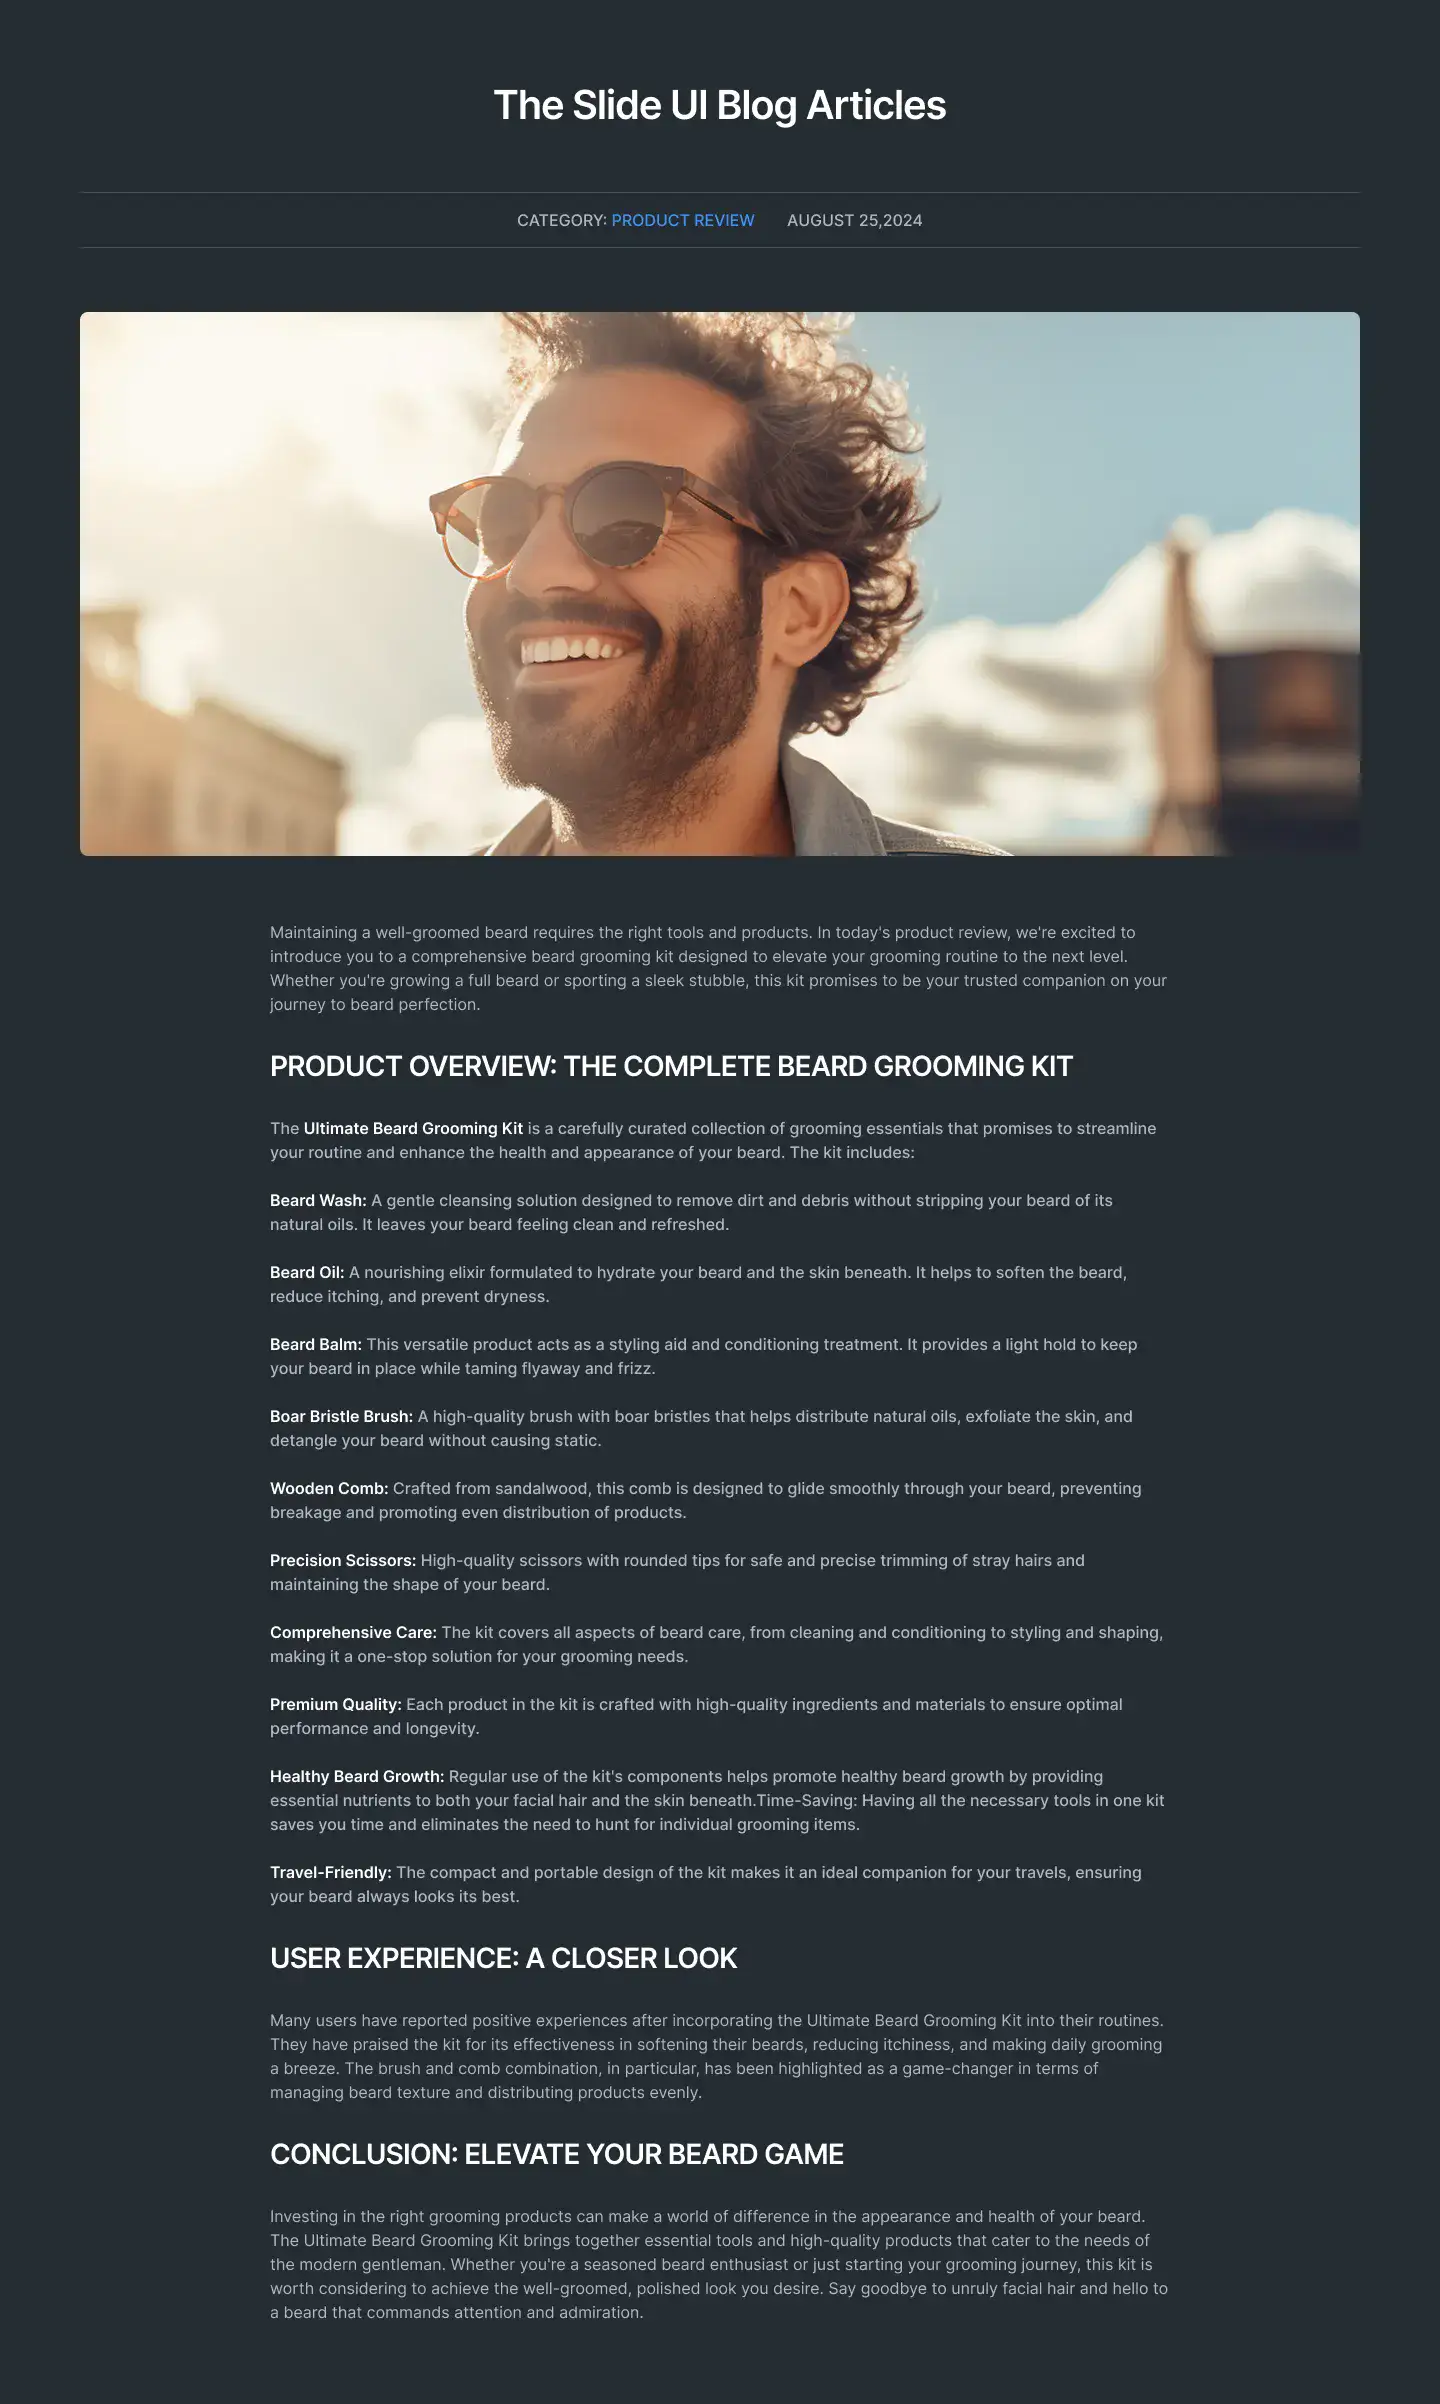 The Slide UI Blog Articles
CATEGORY: PRODUCT REVIEW AUGUST 25,2024
Maintaining a well-groomed beard requires the right tools and products. In today's product review, we're excited to
introduce you to a comprehensive beard grooming kit designed to elevate your grooming routine to the next level.
Whether you're growing a full beard or sporting a sleek stubble, this kit promises to be your trusted companion on your
journey to beard perfection.
PRODUCT OVERVIEW: THE COMPLETE BEARD GROOMING KIT
The Ultimate Beard Grooming Kit is a carefully curated collection of grooming essentials that promises to streamline
your routine and enhance the health and appearance of your beard. The kit includes:
Beard Wash: A gentle cleansing solution designed to remove dirt and debris without stripping your beard of its
natural oils. It leaves your beard feeling clean and refreshed.
Beard Oil: A nourishing elixir formulated to hydrate your beard and the skin beneath. It helps to soften the beard,
reduce itching, and prevent dryness.
Beard Balm: This versatile product acts as a styling aid and conditioning treatment. It provides a light hold to keep
your beard in place while taming flyaway and frizz.
Boar Bristle Brush: A high-quality brush with boar bristles that helps distribute natural oils, exfoliate the skin, and
detangle your beard without causing static.
Wooden Comb: Crafted from sandalwood, this comb is designed to glide smoothly through your beard, preventing
breakage and promoting even distribution of products.
Precision Scissors: High-quality scissors with rounded tips for safe and precise trimming of stray hairs and
maintaining the shape of your beard.
Comprehensive Care: The kit covers all aspects of beard care, from cleaning and conditioning to styling and shaping,
making it a one-stop solution for your grooming needs.
Premium Quality: Each product in the kit is crafted with high-quality ingredients and materials to ensure optimal
performance and longevity.
Healthy Beard Growth: Regular use of the kit's components helps promote healthy beard growth by providing
essential nutrients to both your facial hair and the skin beneath.Time-Saving: Having all the necessary tools in one kit
saves you time and eliminates the need to hunt for individual grooming items.
Travel-Friendly: The compact and portable design of the kit makes it an ideal companion for your travels, ensuring
your beard always looks its best.
USER EXPERIENCE: A CLOSER LOOK
Many users have reported positive experiences after incorporating the Ultimate Beard Grooming Kit into their routines.
They have praised the kit for its effectiveness in softening their beards, reducing itchiness, and making daily grooming
a breeze. The brush and comb combination, in particular, has been highlighted as a game-changer in terms of
managing beard texture and distributing products evenly.
CONCLUSION: ELEVATE YOUR BEARD GAME
Investing in the right grooming products can make a world of difference in the appearance and health of your beard.
The Ultimate Beard Grooming Kit brings together essential tools and high-quality products that cater to the needs of
the modern gentleman. Whether you're a seasoned beard enthusiast or just starting your grooming journey, this kit is
worth considering to achieve the well-groomed, polished look you desire. Say goodbye to unruly facial hair and hello to
a beard that commands attention and admiration.